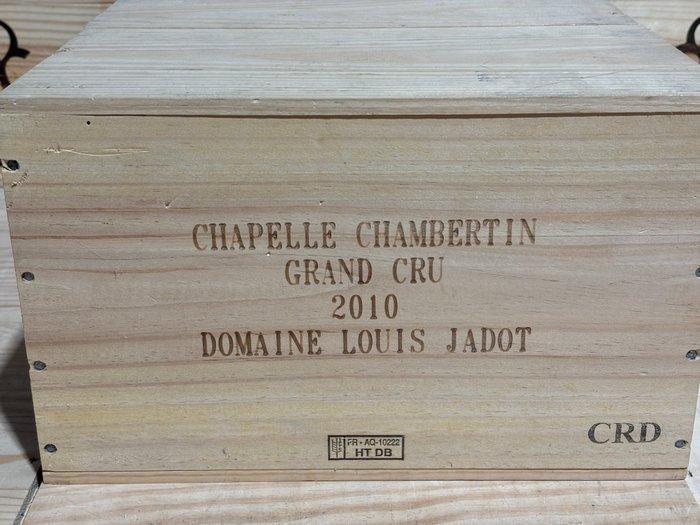 CHAPELLE CHAMBERTIN
GRAND CRU
2010
DOMAINE LOUIS JADOT
FR - AQ-10222
HT DB
CRD